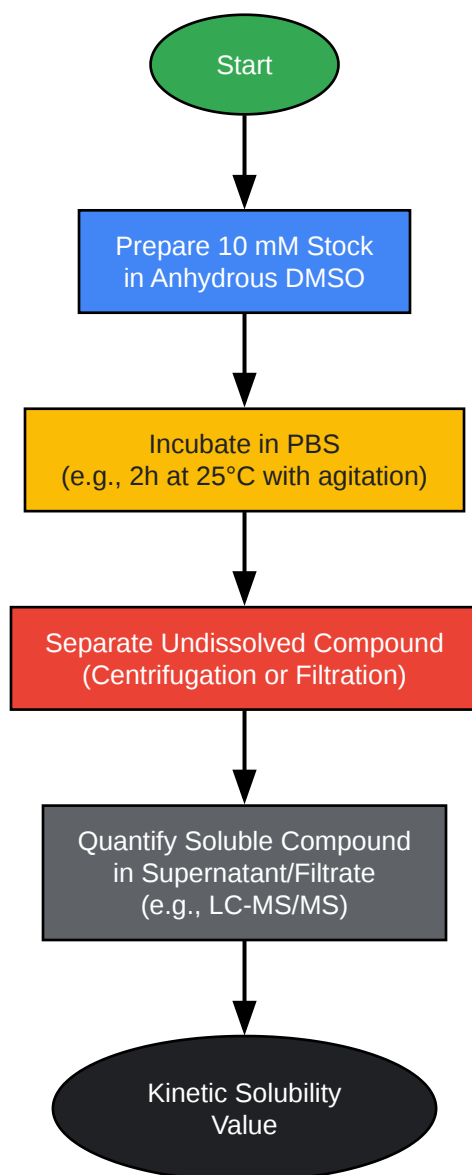 Start
Prepare 10 mM Stock
in Anhydrous DMSO
Incubate in PBS
(e.g., 2h at 25°C with agitation)
Separate Undissolved Compound
(Centrifugation or Filtration)
Quantify Soluble Compound
in Supernatant/Filtrate
(e.g., LC-MS/MS)
Kinetic Solubility
Value